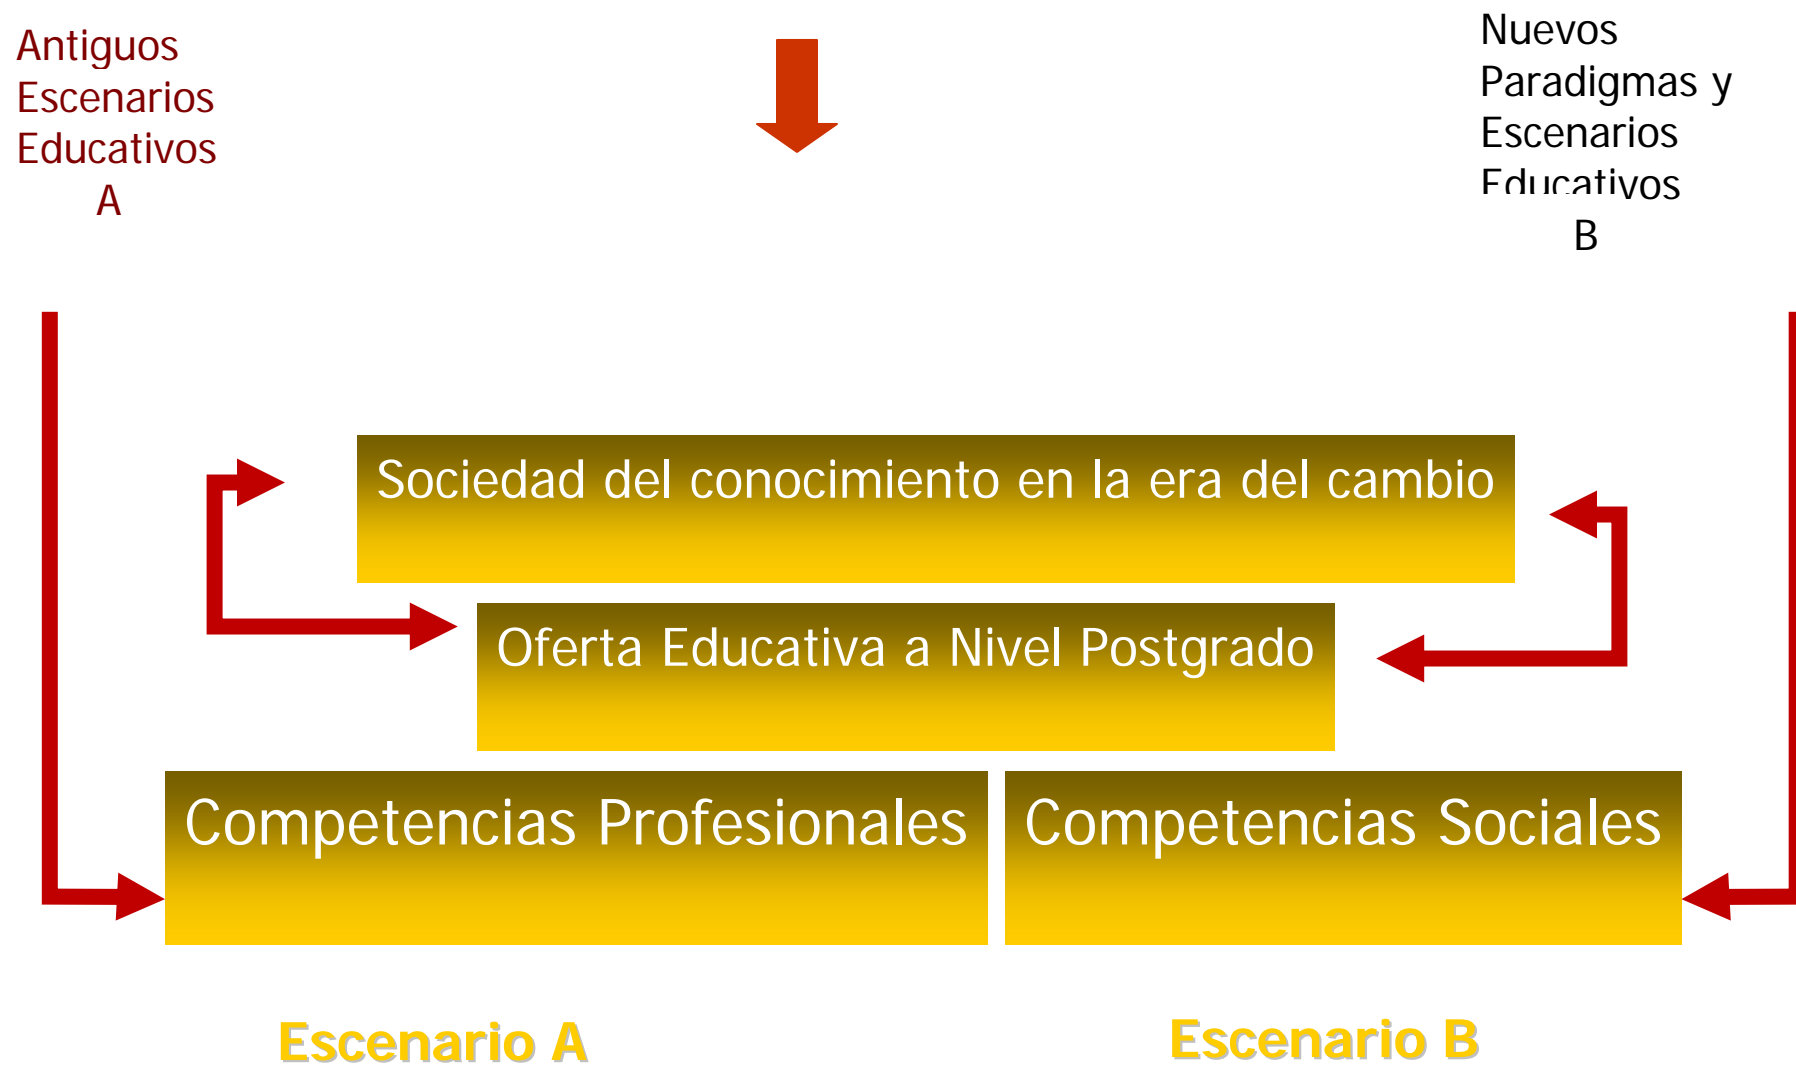 Antiguos
Escenarios
Educativos
A
Nuevos
Paradigmas y
Escenarios
Educativos
B
Sociedad del conocimiento en la era del cambio
Oferta Educativa a Nivel Postgrado
Competencias Profesionales
Competencias Sociales
Escenario A
Escenario B